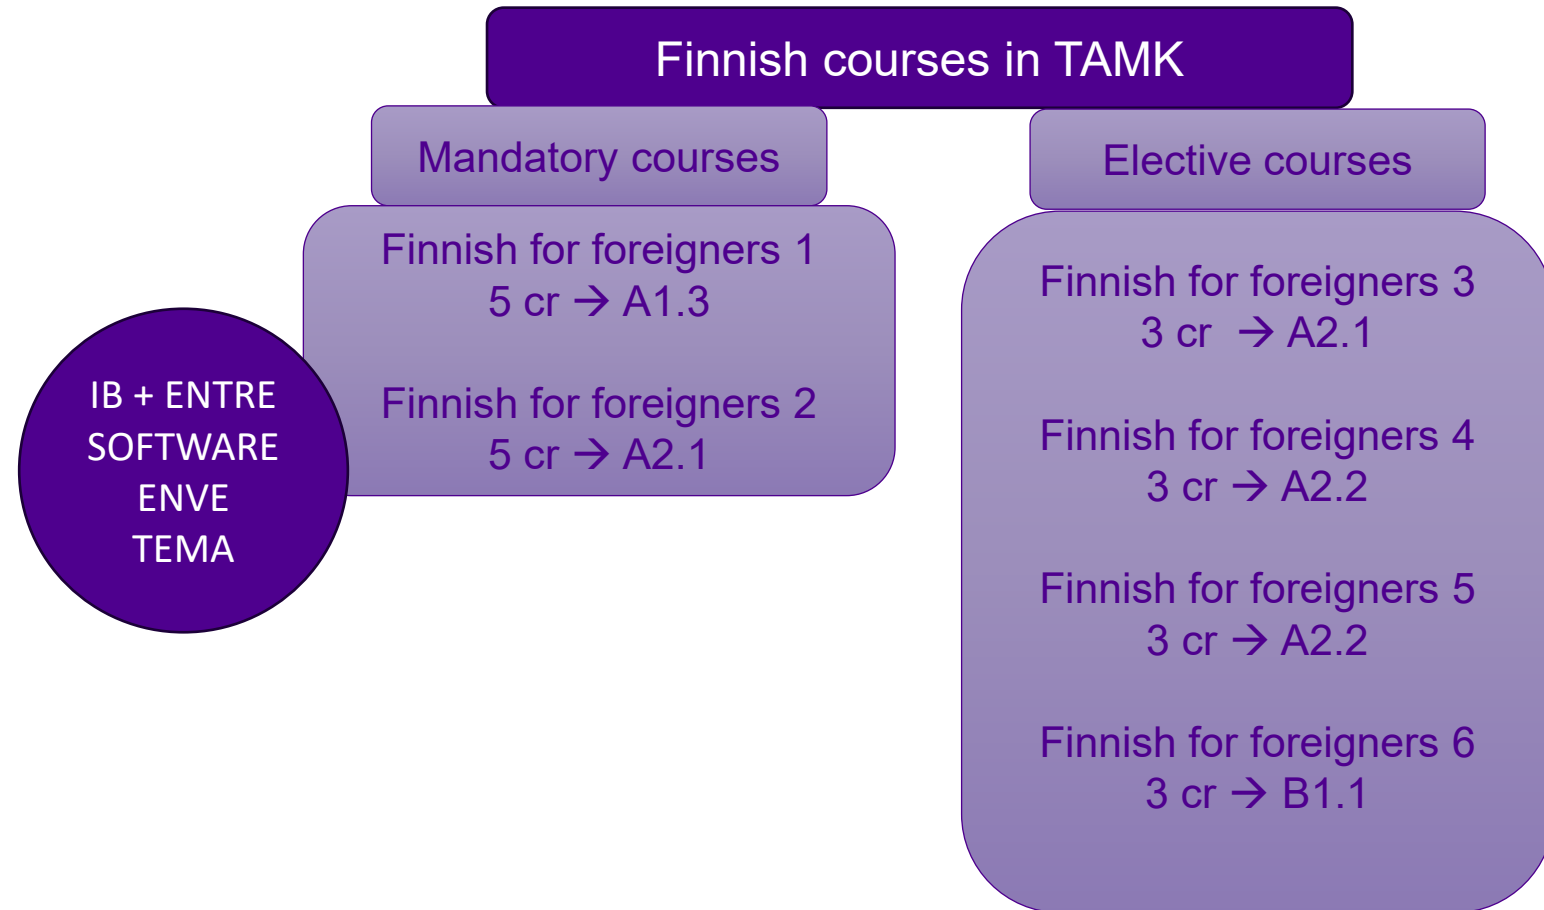 Finnish courses in TAMK
Mandatory courses
Finnish for foreigners 1
5 cr → A1.3
Finnish for foreigners 2
5 cr → A2.1
IB + ENTRE
SOFTWARE
ENVE
TEMA
Elective courses
Finnish for foreigners 3
3 cr → A2.1
Finnish for foreigners 4
3 cr → A2.2
Finnish for foreigners 5
3 cr → A2.2
Finnish for foreigners 6
3 cr → B1.1